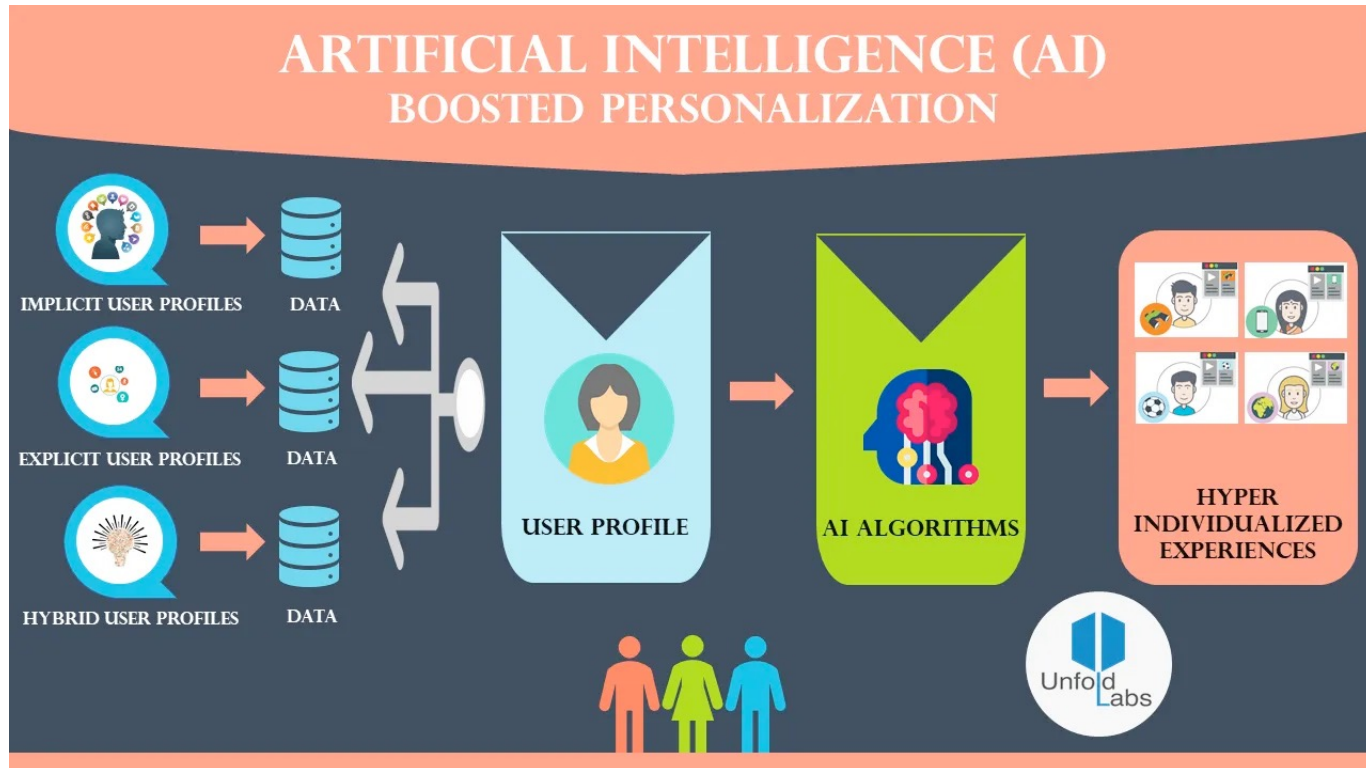 ARTIFICIAL INTELLIGENCE (AI)
BOOSTED PERSONALIZATION
IMPLICIT USER PROFILES
DATA
EXPLICIT USER PROFILES
DATA
HYBRID USER PROFILES
DATA
USER PROFILE
AI ALGORITHMS
HYPER
INDIVIDUALIZED
EXPERIENCES
Unfold
Labs